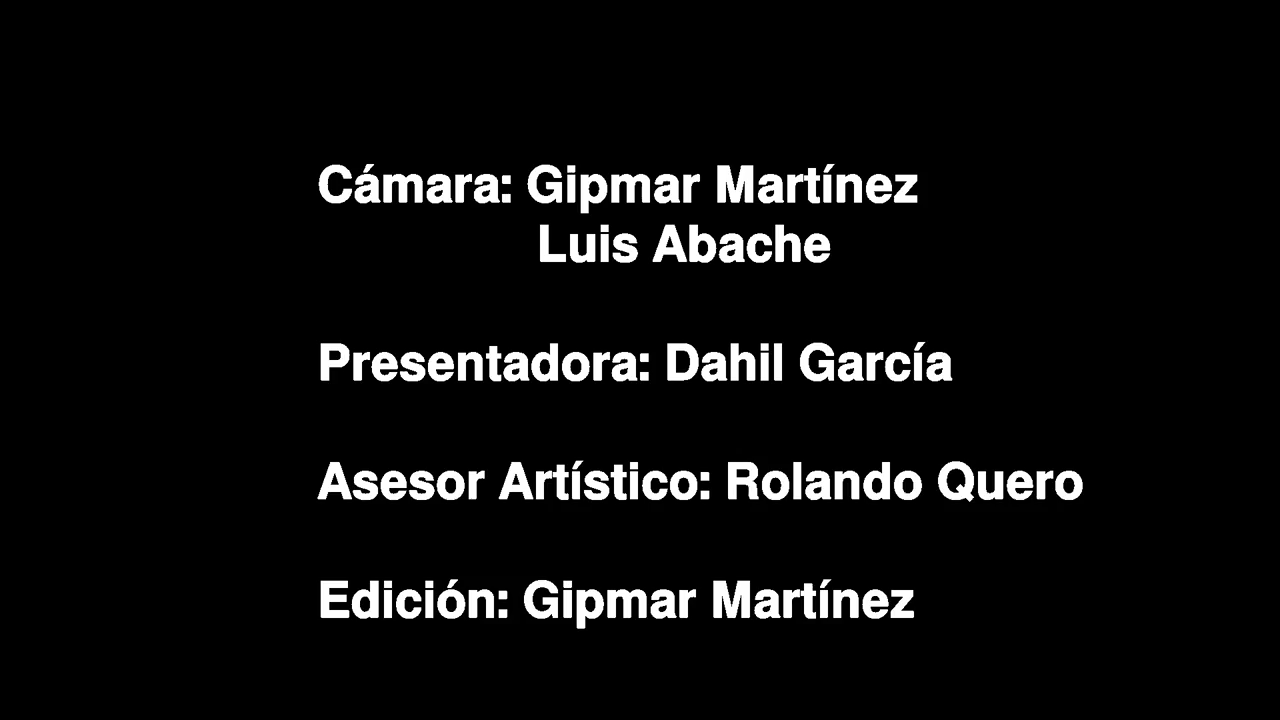 Cámara: Gipmar Martínez
Luis Abache
Presentadora: Dahil García
Asesor Artístico: Rolando Quero
Edición: Gipmar Martínez